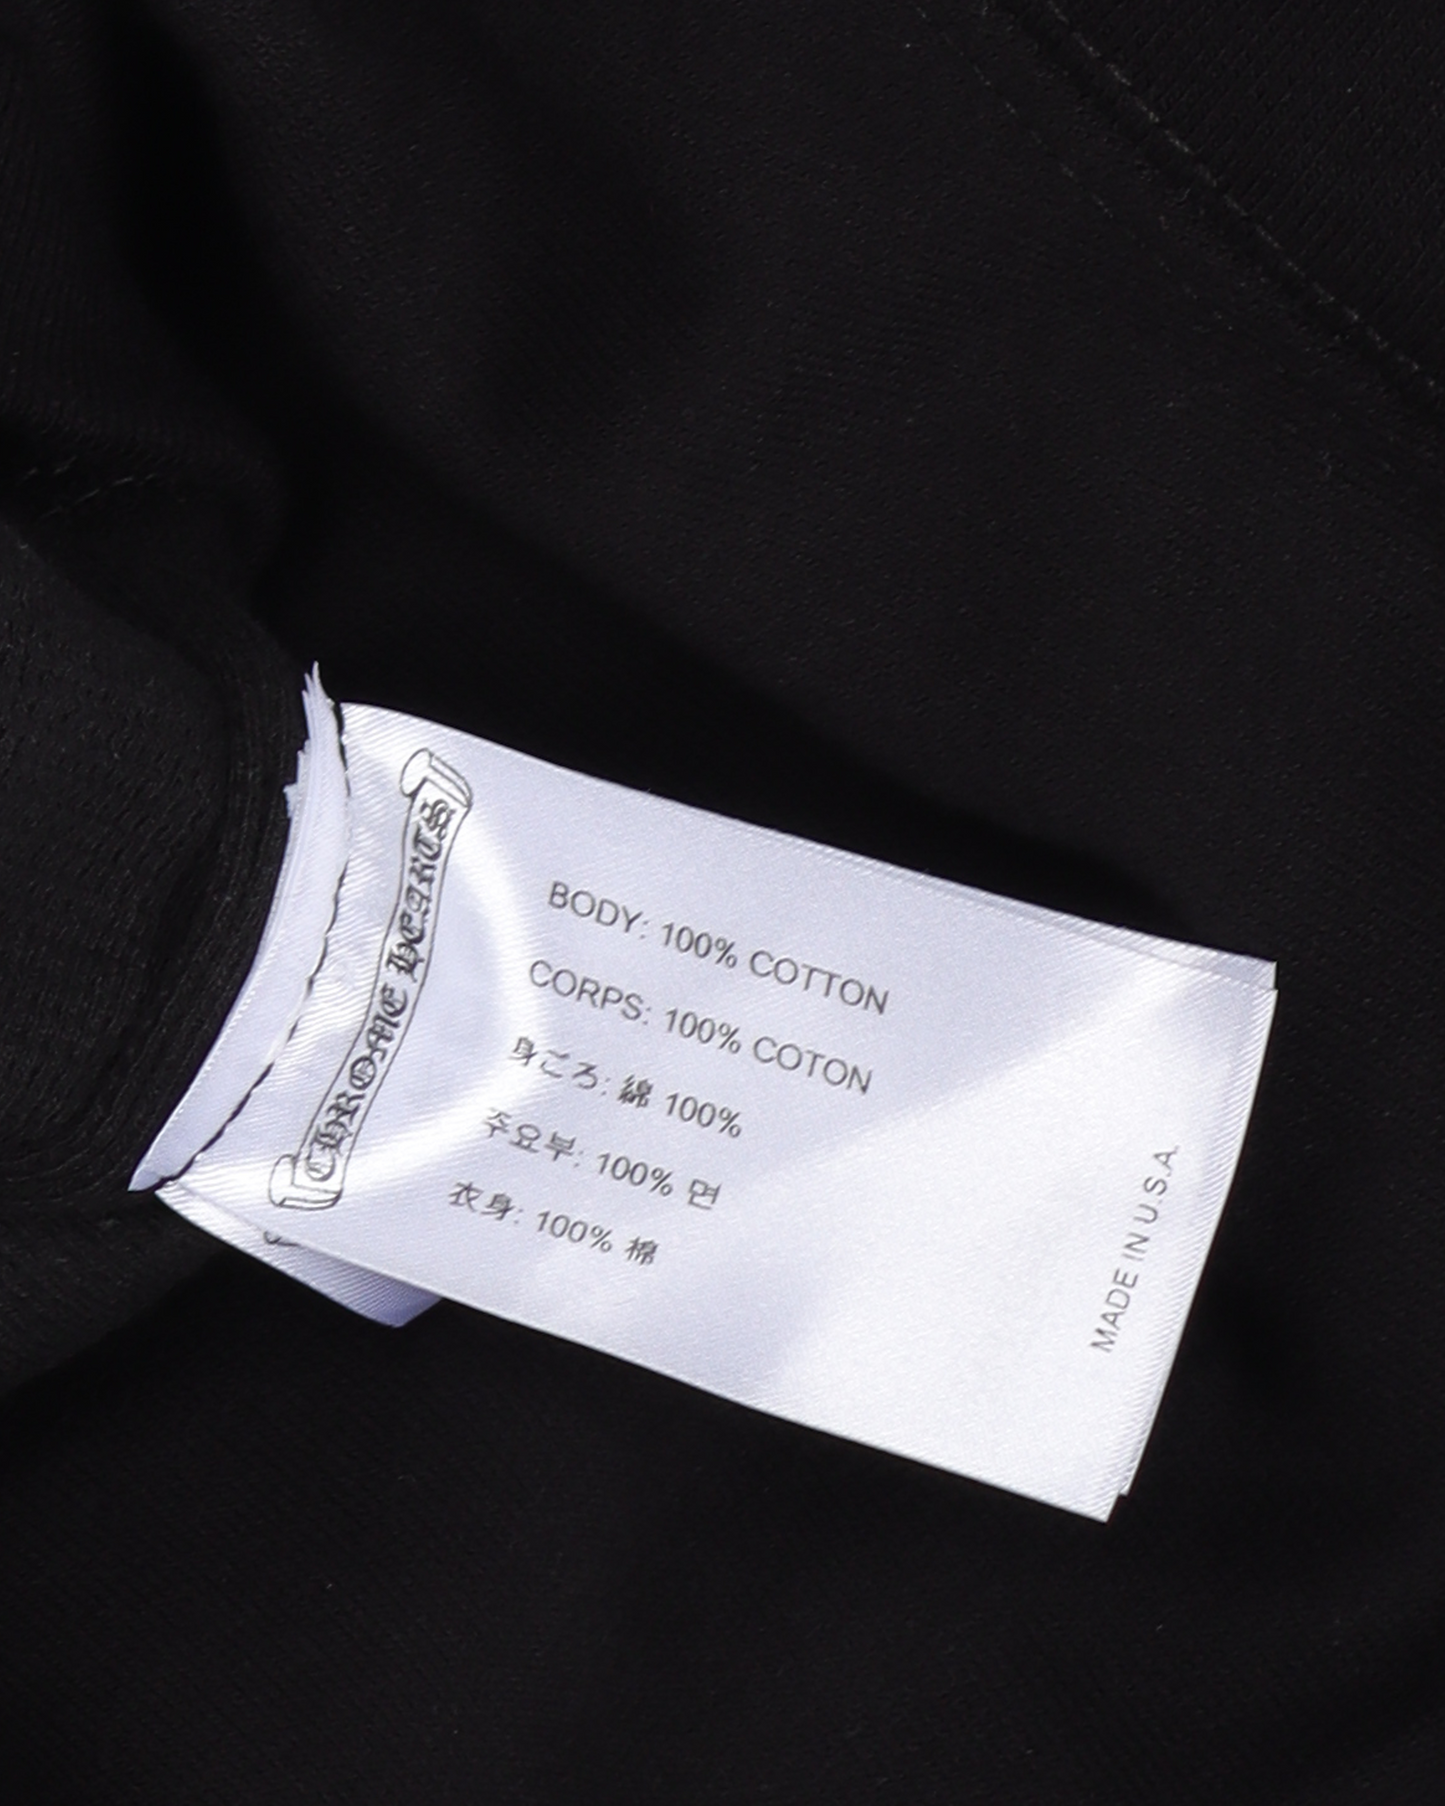 CHROME HEARTS
BODY: 100% COTTON
CORPS: 100% COTON
身ごろ: 綿 100%
주요부: 100% 면
衣身: 100% 棉
MADE IN U.S.A.